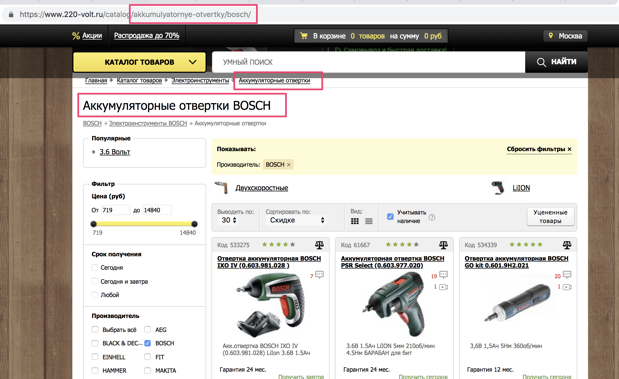 https://www.220-volt.ru/catalog/akkumulyatornye-otvertky/bosch/
% Акции Распродажа до 70% В корзине 0 товаров на сумму 0 руб Москва
КАТАЛОГ ТОВАРОВ УМНЫЙ ПОИСК НАЙТИ
Главная Каталог товаров Электроинструменты Аккумуляторные отвертки
Аккумуляторные отвертки BOSCH
BOSCH Электроинструменты BOSCH Аккумуляторные отвертки
Популярные
3.6 Вольт
Показывать: Сбросить фильтры ×
Производитель: BOSCH ×
Двухскоростные LiION
Фильтр
Цена (руб)
От 719 до 14840
719 14840
Выводить по: 30 Сортировать по: Скидке Вид: Учитывать наличие ? Уцененные товары
Срок получения
Сегодня
Сегодня и завтра
Любой
Производитель
Выбрать всё AEG
BLACK & DEC... BOSCH
EINHELL FIT
HAMMER MAKITA
Код 533275
Отвертка аккумуляторная BOSCH IXO IV (0.603.981.028 )
7
Акк.отвертка BOSCH IXO IV (0.603.981.028) LiIon 3.6В 1.5Ач
Гарантия 24 мес.
Получить завтра
Код 61667
Аккумуляторная отвертка BOSCH PSR Select (0.603.977.020)
19
1
3.6В 1.5Ач LIION 5мм 210об/мин 4.5Нм БАРАБАН для бит
Гарантия 24 мес.
Получить сегодня
Код 534339
Отвертка аккумуляторная BOSCH GO kit 0.601.9H2.021
20
1
3,6В 1,5Ач 5Нм 360об/мин
Гарантия 12 мес.
Получить сегодня